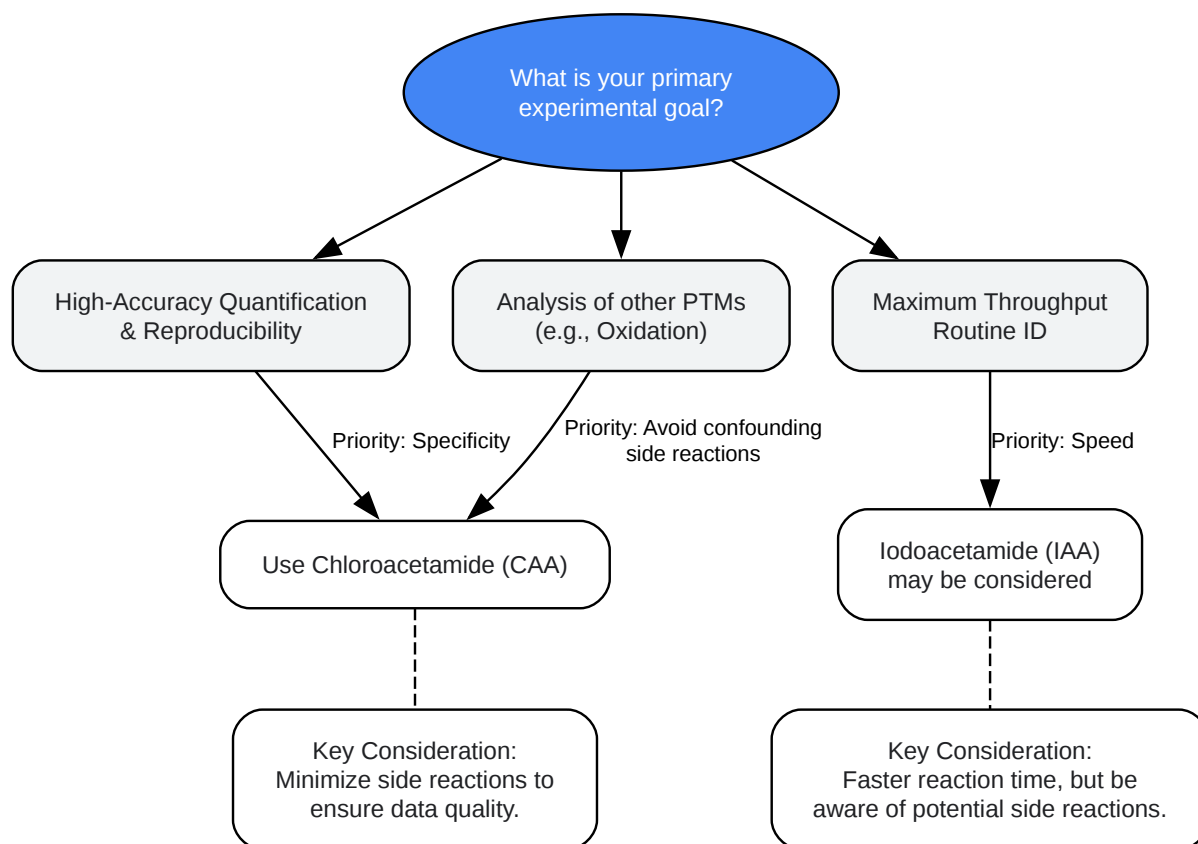 What is your primary
experimental goal?
High-Accuracy Quantification
& Reproducibility
Analysis of other PTMs
(e.g., Oxidation)
Maximum Throughput
Routine ID
Priority: Specificity
Priority: Avoid confounding
side reactions
Priority: Speed
Use Chloroacetamide (CAA)
Iodoacetamide (IAA)
may be considered
Key Consideration:
Minimize side reactions to
ensure data quality.
Key Consideration:
Faster reaction time, but be
aware of potential side reactions.